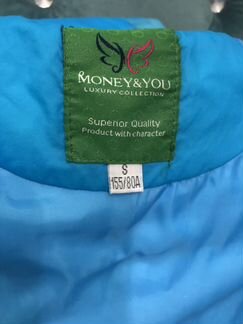 MONEY&YOU
LUXURY COLLECTION
Superior Quality
Product with character
S
155/80A